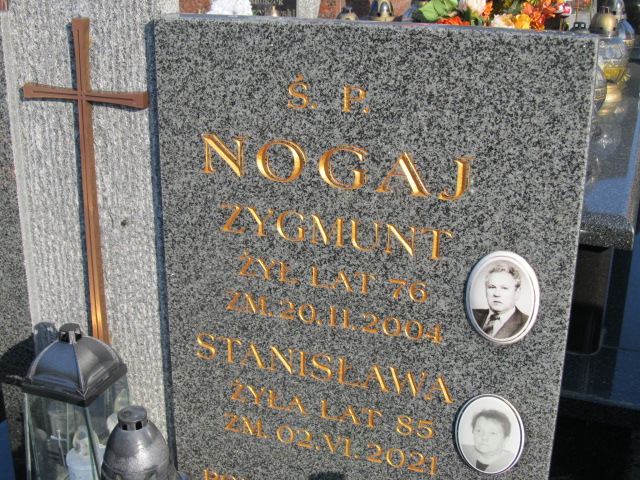 Ś. P.
NOGAJ
ZYGMUNT
ŻYŁ LAT 76
ZM. 20.II.2004
STANISŁAWA
ŻYŁA LAT 85
ZM. 02.VI.2021